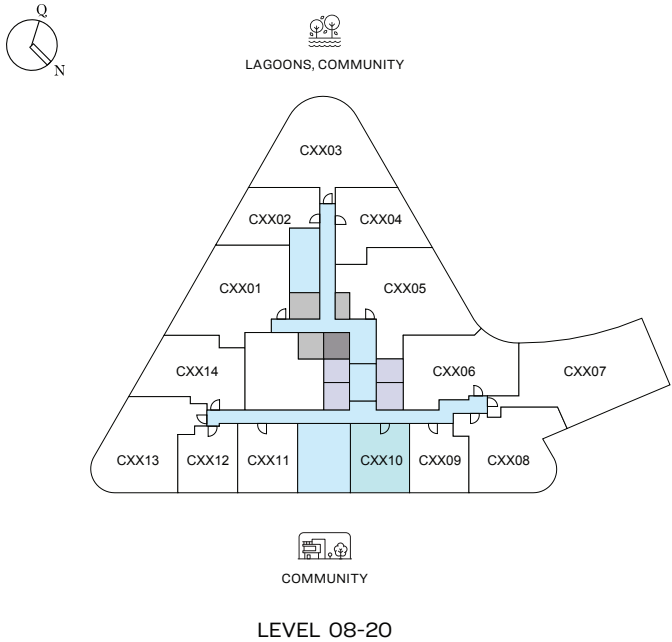 Q
N
LAGOONS, COMMUNITY
CXX03
CXX02 CXX04
CXX01 CXX05
CXX14 CXX06 CXX07
CXX13 CXX12 CXX11 CXX10 CXX09 CXX08
COMMUNITY
LEVEL 08-20